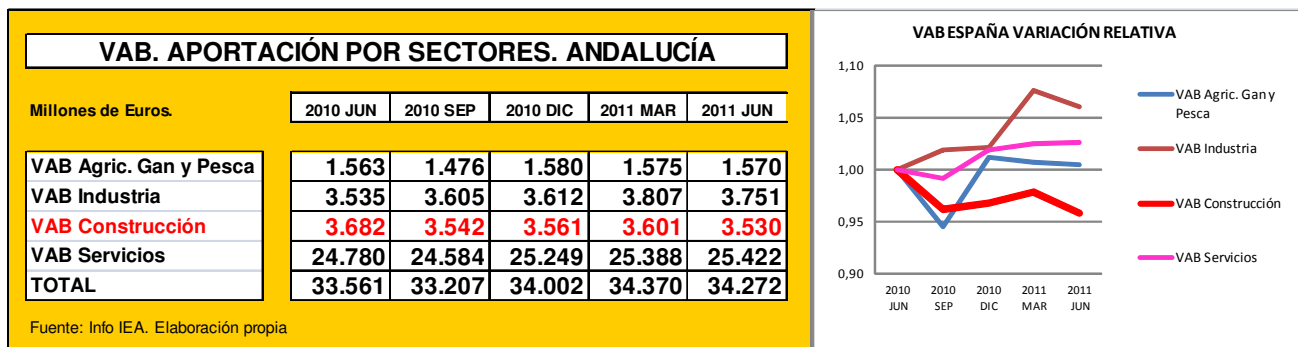 VAB. APORTACIÓN POR SECTORES. ANDALUCÍA
Millones de Euros. 2010 JUN 2010 SEP 2010 DIC 2011 MAR 2011 JUN
VAB Agric. Gan y Pesca 1.563 1.476 1.580 1.575 1.570
VAB Industria 3.535 3.605 3.612 3.807 3.751
VAB Construcción 3.682 3.542 3.561 3.601 3.530
VAB Servicios 24.780 24.584 25.249 25.388 25.422
TOTAL 33.561 33.207 34.002 34.370 34.272
Fuente: Info IEA. Elaboración propia
VAB ESPAÑA VARIACIÓN RELATIVA
1,10
1,05
1,00
0,95
0,90
2010 2010 2010 2011 2011
JUN SEP DIC MAR JUN
VAB Agric. Gan y
Pesca
VAB Industria
VAB Construcción
VAB Servicios